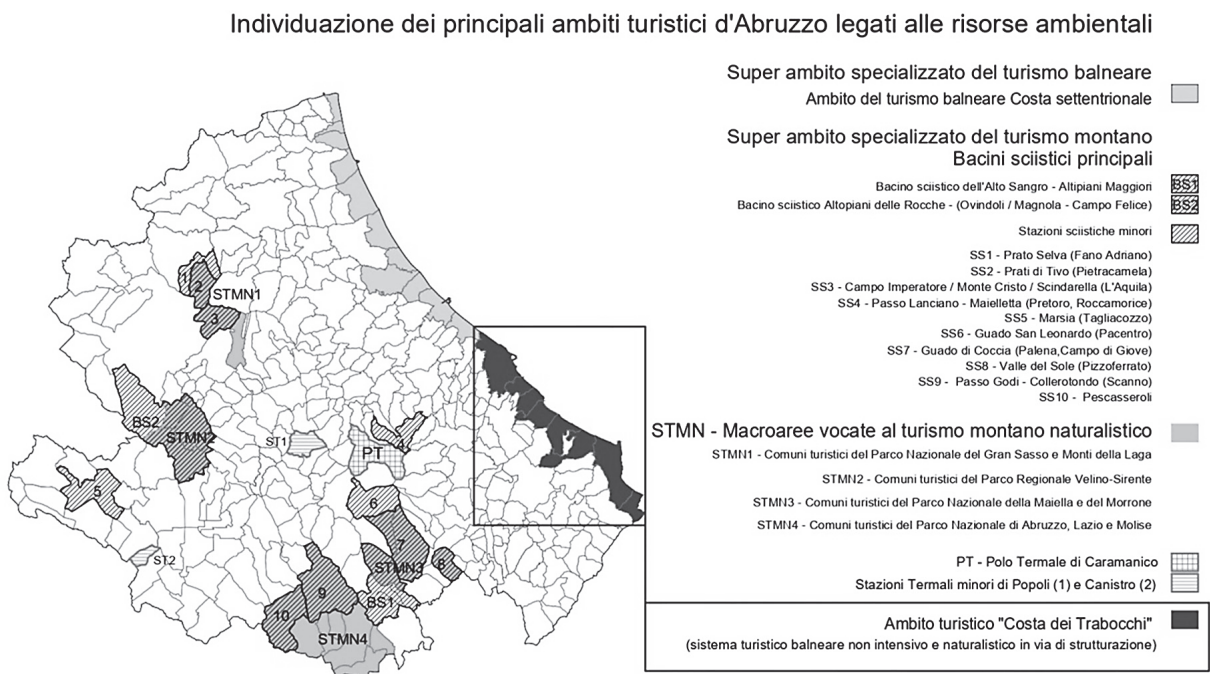 Individuazione dei principali ambiti turistici d'Abruzzo legati alle risorse ambientali
Super ambito specializzato del turismo balneare
Ambito del turismo balneare Costa settentrionale
Super ambito specializzato del turismo montano
Bacini sciistici principali
Bacino sciistico dell'Alto Sangro - Altipiani Maggiori BS1
Bacino sciistico Altopiani delle Rocche - (Ovindoli / Magnola - Campo Felice) BS2
Stazioni sciistiche minori
SS1 - Prato Selva (Fano Adriano)
SS2 - Prati di Tivo (Pietracamela)
SS3 - Campo Imperatore / Monte Cristo / Scindarella (L'Aquila)
SS4 - Passo Lanciano - Maielletta (Pretoro, Roccamorice)
SS5 - Marsia (Tagliacozzo)
SS6 - Guado San Leonardo (Pacentro)
SS7 - Guado di Coccia (Palena,Campo di Giove)
SS8 - Valle del Sole (Pizzoferrato)
SS9 - Passo Godi - Collerotondo (Scanno)
SS10 - Pescasseroli
STMN - Macroaree vocate al turismo montano naturalistico
STMN1 - Comuni turistici del Parco Nazionale del Gran Sasso e Monti della Laga
STMN2 - Comuni turistici del Parco Regionale Velino-Sirente
STMN3 - Comuni turistici del Parco Nazionale della Maiella e del Morrone
STMN4 - Comuni turistici del Parco Nazionale di Abruzzo, Lazio e Molise
PT - Polo Termale di Caramanico
Stazioni Termali minori di Popoli (1) e Canistro (2)
Ambito turistico "Costa dei Trabocchi"
(sistema turistico balneare non intensivo e naturalistico in via di strutturazione)
1
2
STMN1
3
BS2
STMN2
ST1
4
PT
5
6
7
ST2
STMN3
8
9
BS1
10
STMN4